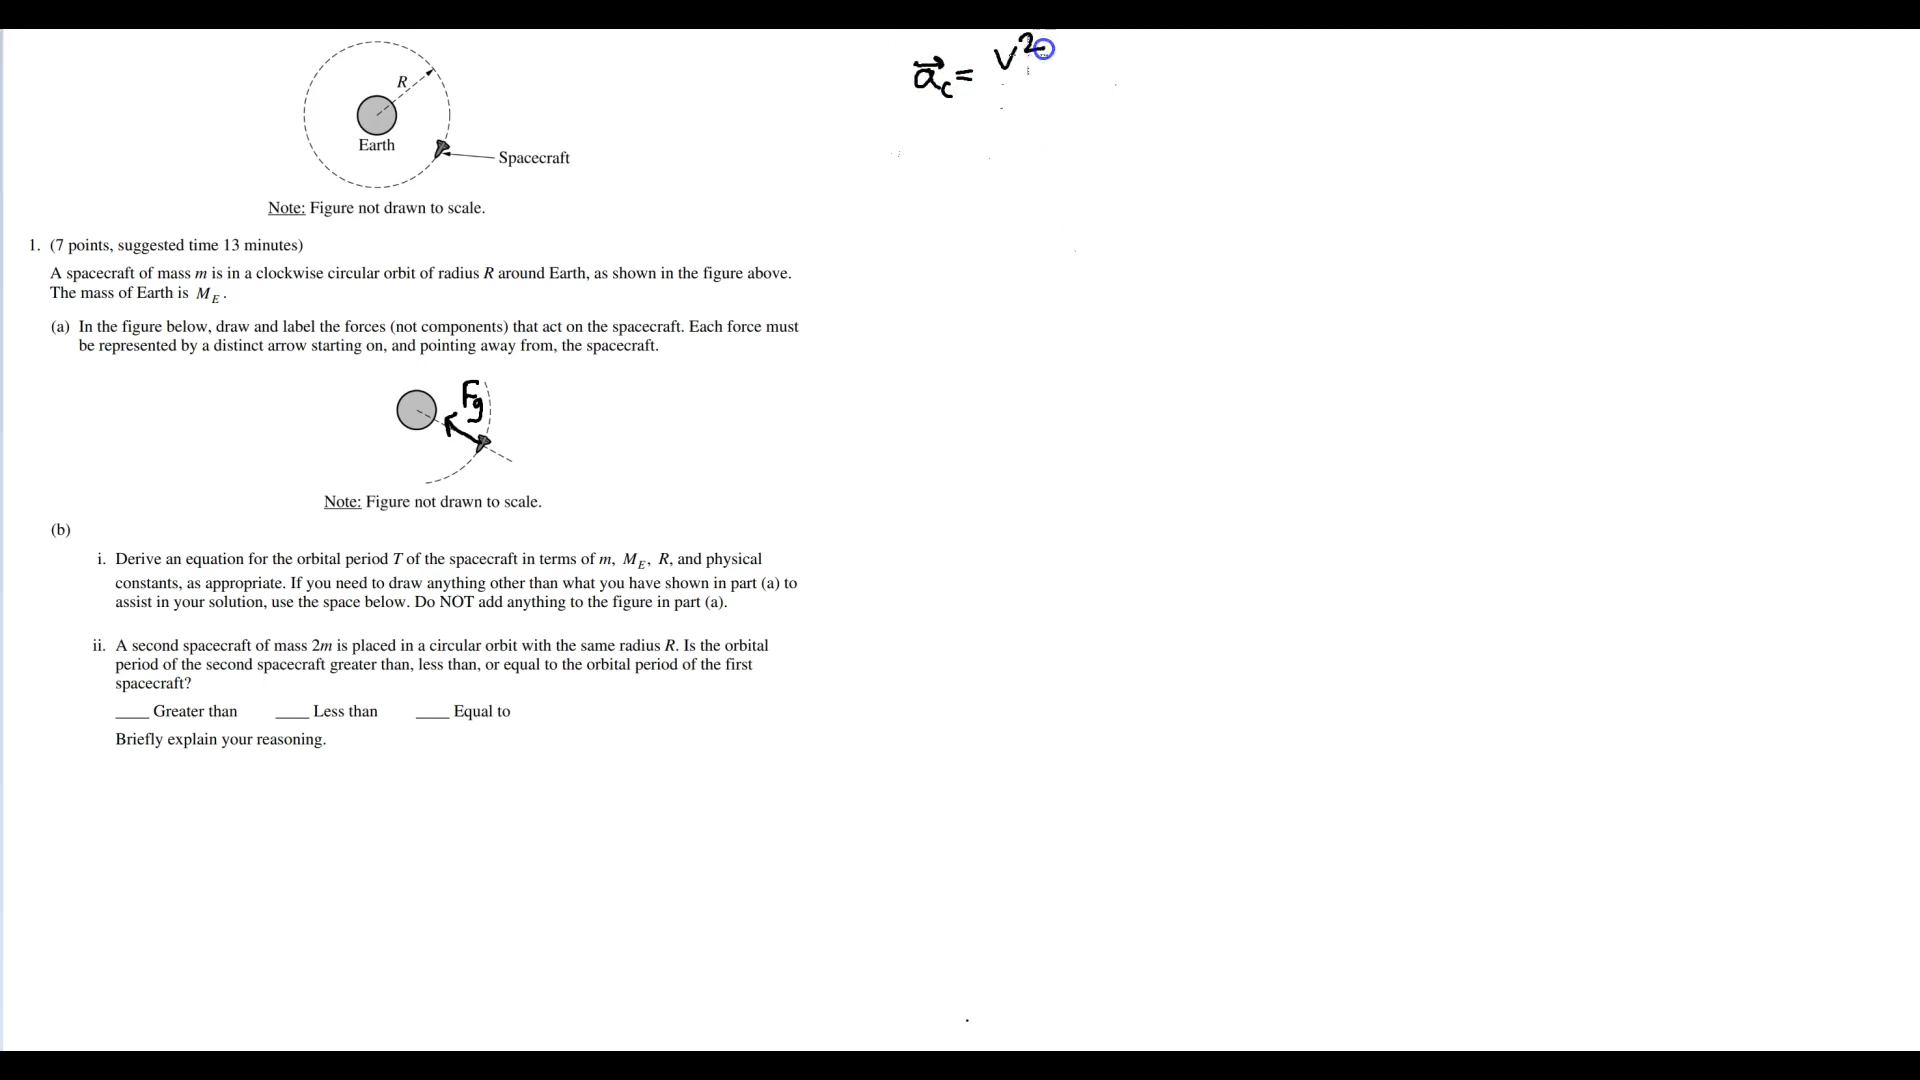 R
Earth
Spacecraft
Note: Figure not drawn to scale.
1. (7 points, suggested time 13 minutes)
A spacecraft of mass m is in a clockwise circular orbit of radius R around Earth, as shown in the figure above.
The mass of Earth is M_E.
(a) In the figure below, draw and label the forces (not components) that act on the spacecraft. Each force must
be represented by a distinct arrow starting on, and pointing away from, the spacecraft.
Fg
Note: Figure not drawn to scale.
(b)
i. Derive an equation for the orbital period T of the spacecraft in terms of m, M_E, R, and physical
constants, as appropriate. If you need to draw anything other than what you have shown in part (a) to
assist in your solution, use the space below. Do NOT add anything to the figure in part (a).
ii. A second spacecraft of mass 2m is placed in a circular orbit with the same radius R. Is the orbital
period of the second spacecraft greater than, less than, or equal to the orbital period of the first
spacecraft?
____ Greater than ____ Less than ____ Equal to
Briefly explain your reasoning.
a⃗_c = v²